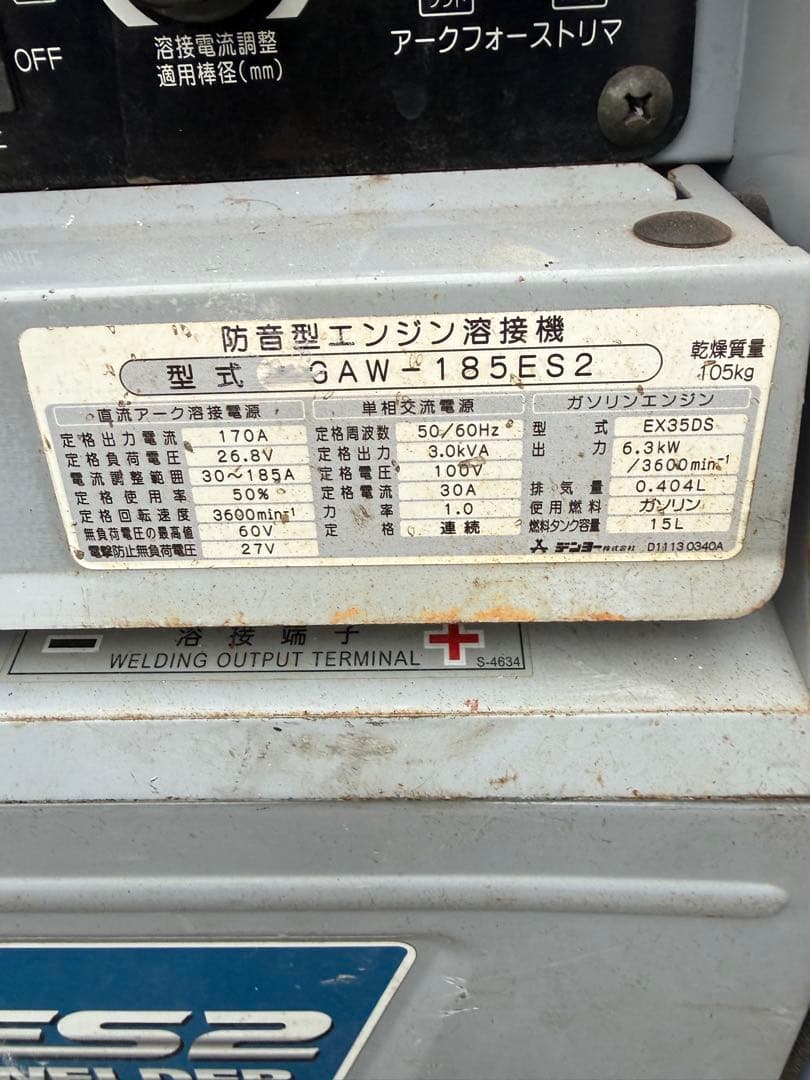 OFF
溶接電流調整
適用棒径(mm)
ソフト
アークフォーストリマ
防音型エンジン溶接機
型式 GAW-185ES2
乾燥質量
105kg
直流アーク溶接電源
定格出力電流 170A
定格負荷電圧 26.8V
電流調整範囲 30~185A
定格使用率 50%
定格回転速度 3600min⁻¹
無負荷電圧の最高値 60V
電撃防止無負荷電圧 27V
単相交流電源
定格周波数 50/60Hz
定格出力 3.0kVA
定格電圧 100V
定格電流 30A
力率 1.0
定格 連続
ガソリンエンジン
型式 EX35DS
出力 6.3kW
/3600min⁻¹
排気量 0.404L
使用燃料 ガソリン
燃料タンク容量 15L
デンヨー株式会社 D11130340A
溶接端子
− WELDING OUTPUT TERMINAL +
S-4634
ES2
WELDER